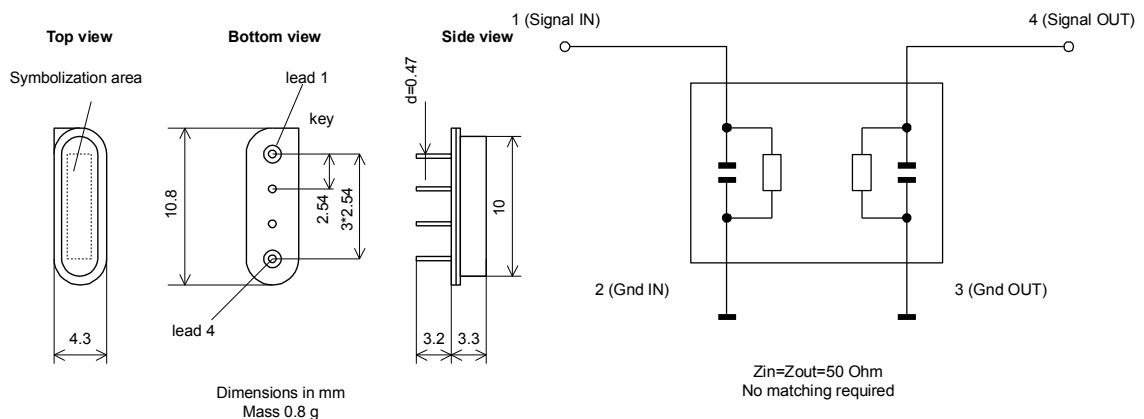 Top view
Symbolization area
10.8
4.3
Bottom view
lead 1
key
2.54
3*2.54
lead 4
Side view
d=0.47
10
3.2
3.3
Dimensions in mm
Mass 0.8 g
1 (Signal IN)
4 (Signal OUT)
2 (Gnd IN)
3 (Gnd OUT)
Zin=Zout=50 Ohm
No matching required